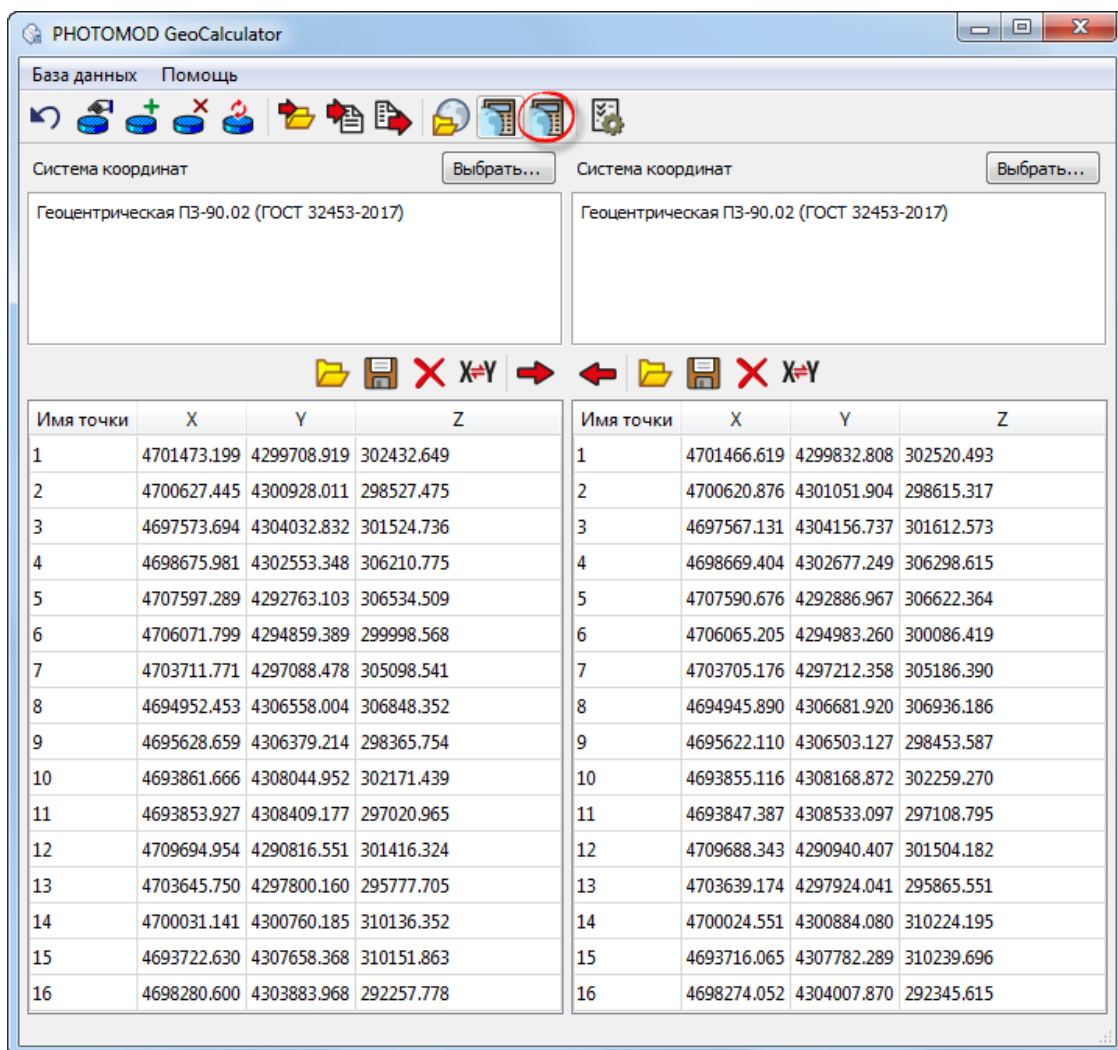 PHOTOMOD GeoCalculator
База данных Помощь
Система координат Выбрать... Система координат Выбрать...
Геоцентрическая ПЗ-90.02 (ГОСТ 32453-2017) Геоцентрическая ПЗ-90.02 (ГОСТ 32453-2017)
X⇌Y X⇌Y
Имя точки X Y Z Имя точки X Y Z
1 4701473.199 4299708.919 302432.649 1 4701466.619 4299832.808 302520.493
2 4700627.445 4300928.011 298527.475 2 4700620.876 4301051.904 298615.317
3 4697573.694 4304032.832 301524.736 3 4697567.131 4304156.737 301612.573
4 4698675.981 4302553.348 306210.775 4 4698669.404 4302677.249 306298.615
5 4707597.289 4292763.103 306534.509 5 4707590.676 4292886.967 306622.364
6 4706071.799 4294859.389 299998.568 6 4706065.205 4294983.260 300086.419
7 4703711.771 4297088.478 305098.541 7 4703705.176 4297212.358 305186.390
8 4694952.453 4306558.004 306848.352 8 4694945.890 4306681.920 306936.186
9 4695628.659 4306379.214 298365.754 9 4695622.110 4306503.127 298453.587
10 4693861.666 4308044.952 302171.439 10 4693855.116 4308168.872 302259.270
11 4693853.927 4308409.177 297020.965 11 4693847.387 4308533.097 297108.795
12 4709694.954 4290816.551 301416.324 12 4709688.343 4290940.407 301504.182
13 4703645.750 4297800.160 295777.705 13 4703639.174 4297924.041 295865.551
14 4700031.141 4300760.185 310136.352 14 4700024.551 4300884.080 310224.195
15 4693722.630 4307658.368 310151.863 15 4693716.065 4307782.289 310239.696
16 4698280.600 4303883.968 292257.778 16 4698274.052 4304007.870 292345.615